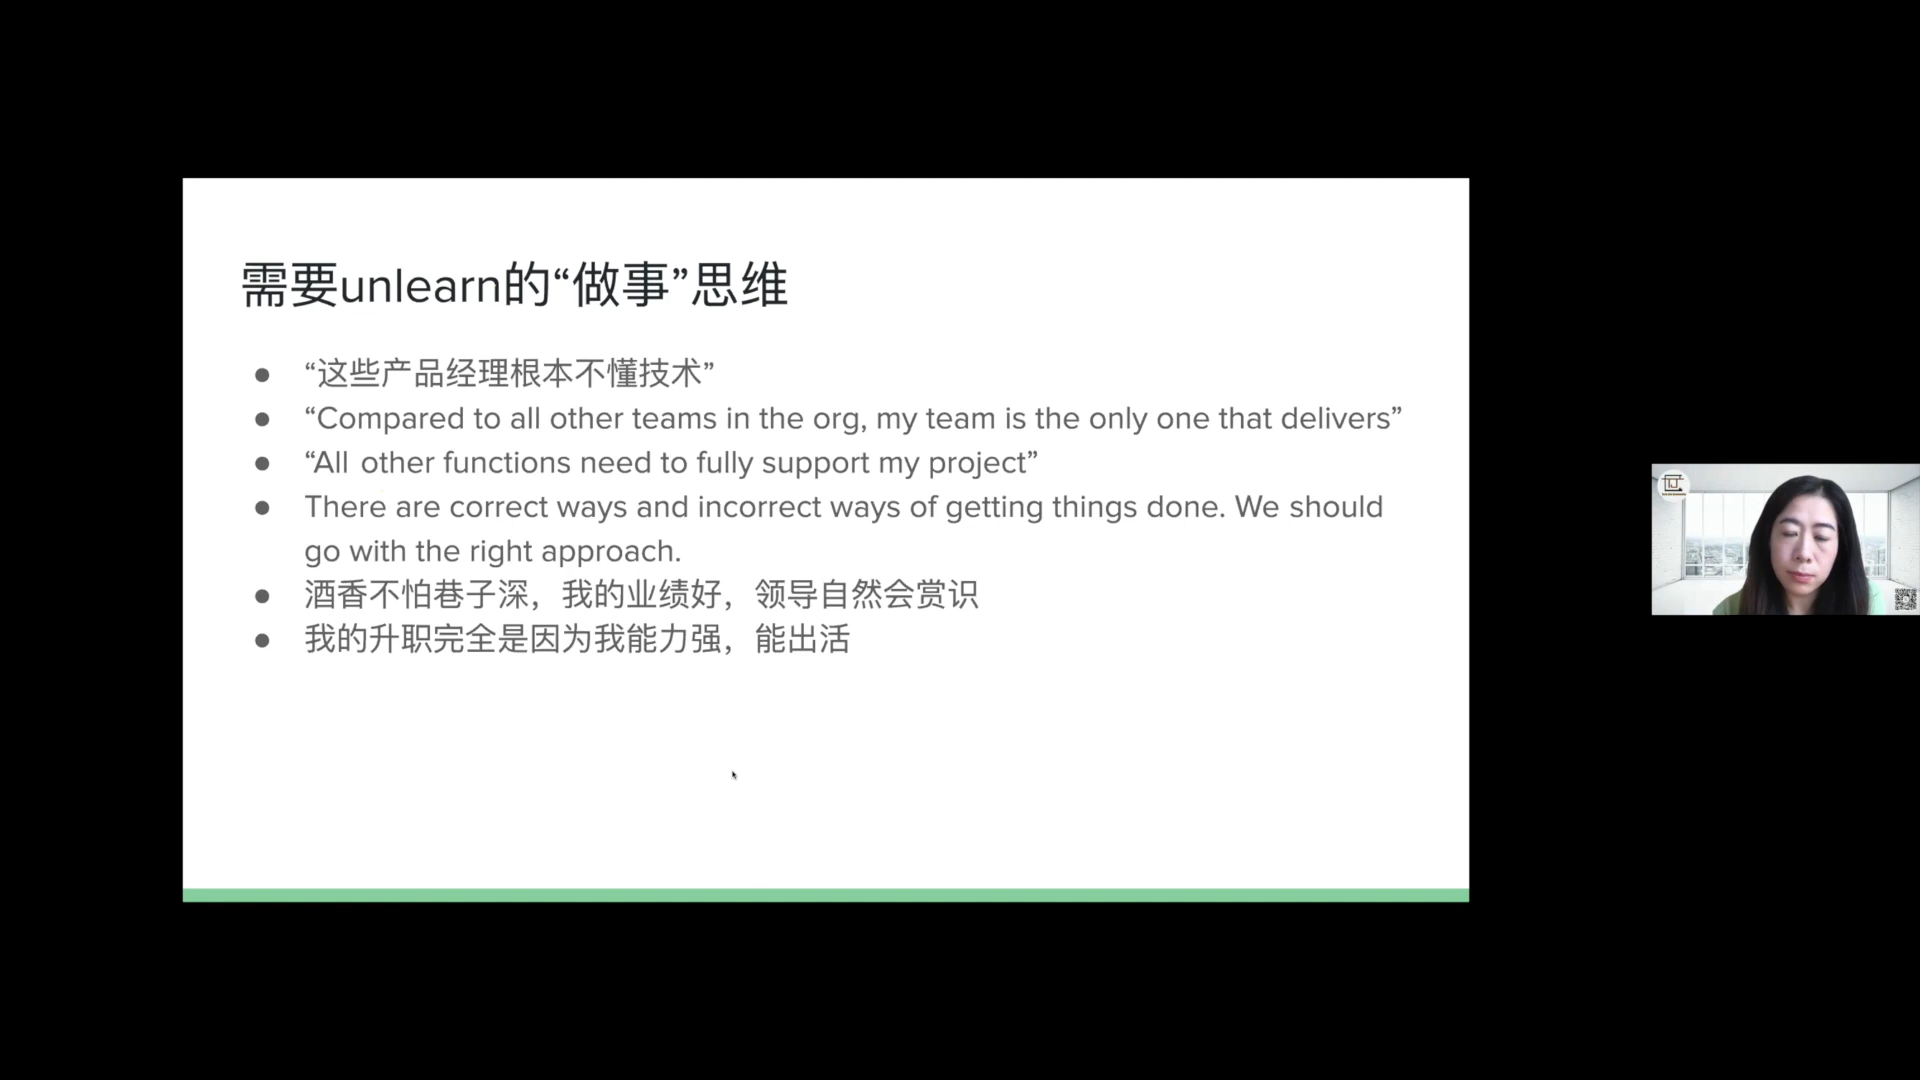 需要unlearn的“做事”思维
● “这些产品经理根本不懂技术”
● “Compared to all other teams in the org, my team is the only one that delivers”
● “All other functions need to fully support my project”
● There are correct ways and incorrect ways of getting things done. We should
go with the right approach.
● 酒香不怕巷子深，我的业绩好，领导自然会赏识
● 我的升职完全是因为我能力强，能出活